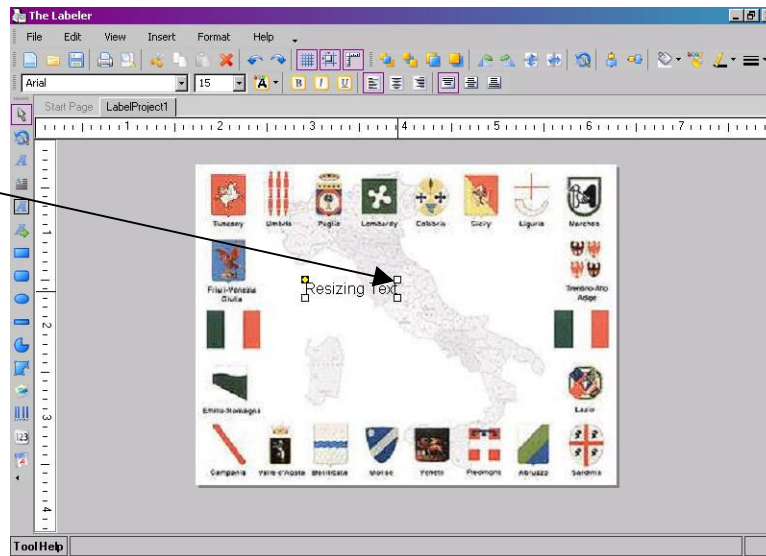 The Labeler
File Edit View Insert Format Help
Arial 15
Start Page LabelProject1
1 2 3 4 5 6 7
Tuscany Umbria Puglia Lombardy Calabria Sicily Liguria Marches
Friuli-Venezia Giulia
Trentino-Alto Adige
Resizing Text
Emilia-Romagna
Lazio
Campania Valle d'Aosta Basilicata Molise Veneto Piedmont Abruzzo Sardinia
123
1
2
3
4
ToolHelp